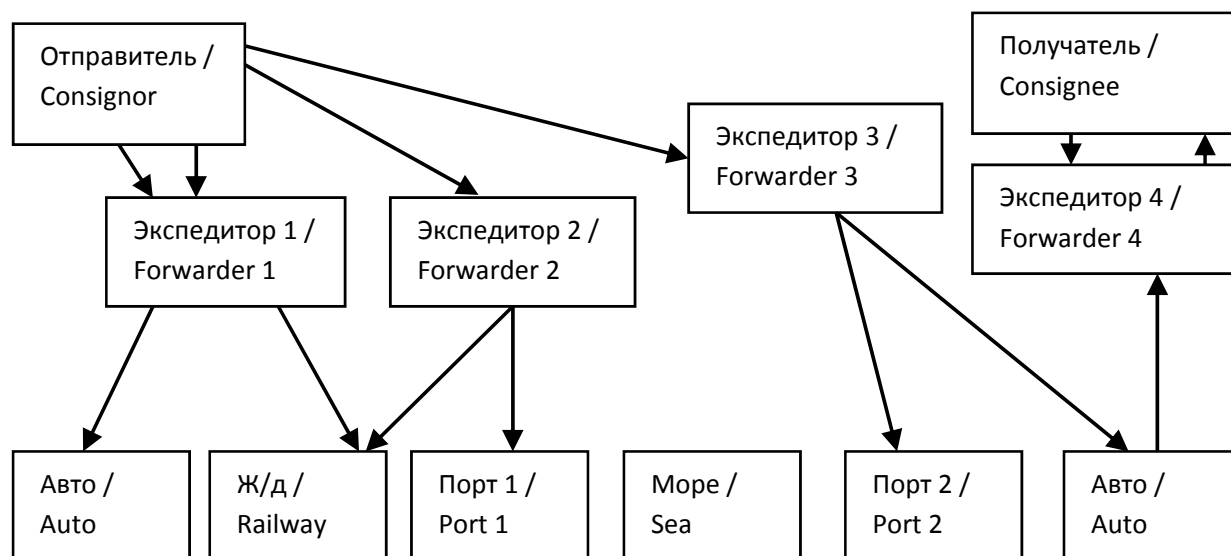 Отправитель /
Consignor
Получатель /
Consignee
Экспедитор 3 /
Forwarder 3
Экспедитор 1 /
Forwarder 1
Экспедитор 2 /
Forwarder 2
Экспедитор 4 /
Forwarder 4
Авто /
Auto
Ж/д /
Railway
Порт 1 /
Port 1
Море /
Sea
Порт 2 /
Port 2
Авто /
Auto